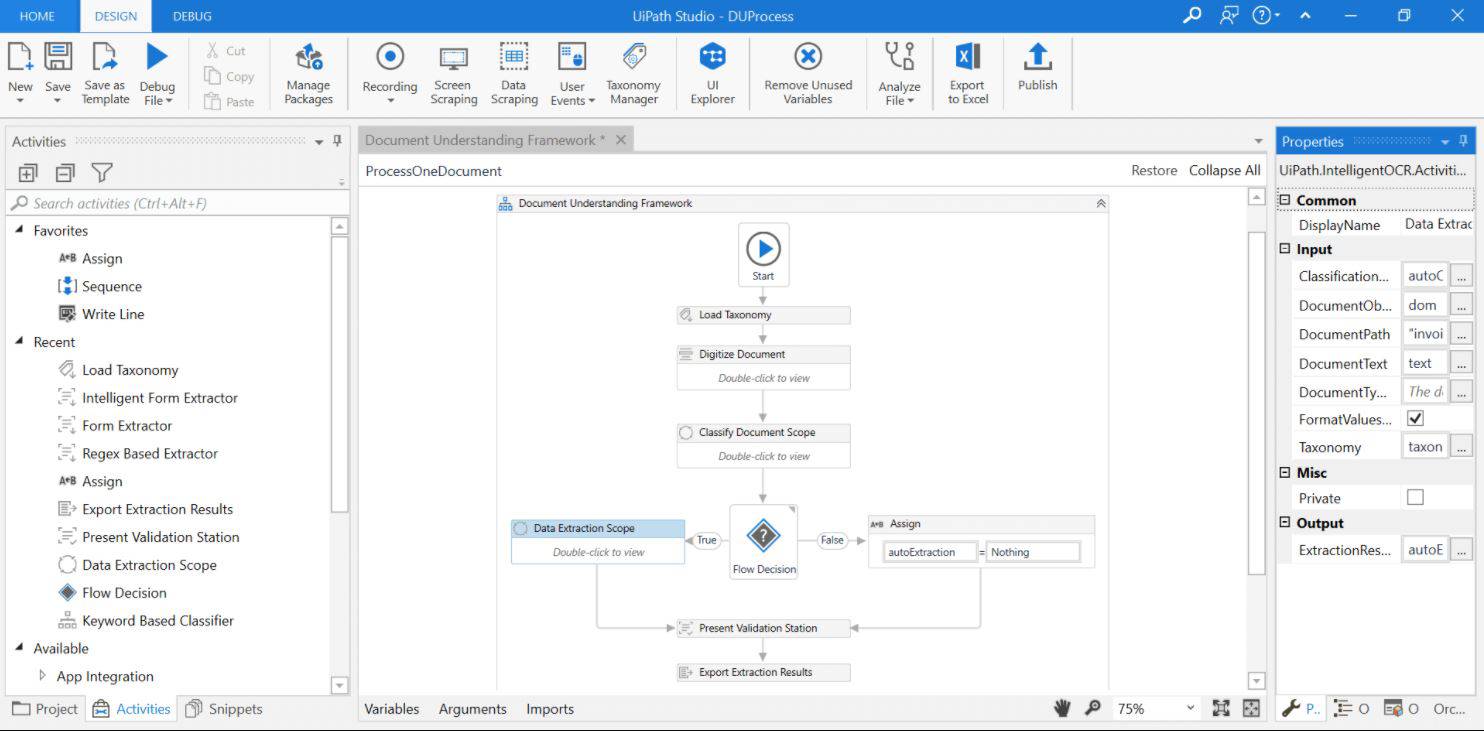 HOME DESIGN DEBUG UiPath Studio - DUProcess
New Save Save as Template Debug File Cut Copy Paste Manage Packages Recording Screen Scraping Data Scraping User Events Taxonomy Manager UI Explorer Remove Unused Variables Analyze File Export to Excel Publish
Activities
Search activities (Ctrl+Alt+F)
Favorites
A+B Assign
Sequence
Write Line
Recent
Load Taxonomy
Intelligent Form Extractor
Form Extractor
Regex Based Extractor
A+B Assign
Export Extraction Results
Present Validation Station
Data Extraction Scope
Flow Decision
Keyword Based Classifier
Available
App Integration
Project Activities Snippets
Document Understanding Framework *
ProcessOneDocument Restore Collapse All
Document Understanding Framework
Start
Load Taxonomy
Digitize Document
Double-click to view
Classify Document Scope
Double-click to view
Data Extraction Scope
Double-click to view
True
?
Flow Decision
False
A+B Assign
autoExtraction = Nothing
Present Validation Station
Export Extraction Results
Variables Arguments Imports 75%
Properties
UiPath.IntelligentOCR.Activiti...
Common
DisplayName Data Extrac
Input
Classification... autoC ...
DocumentOb... dom ...
DocumentPath "invoi ...
DocumentText text ...
DocumentTy... The d ...
FormatValues...
Taxonomy taxon ...
Misc
Private
Output
ExtractionRes... autoE ...
P.. O O Orc...